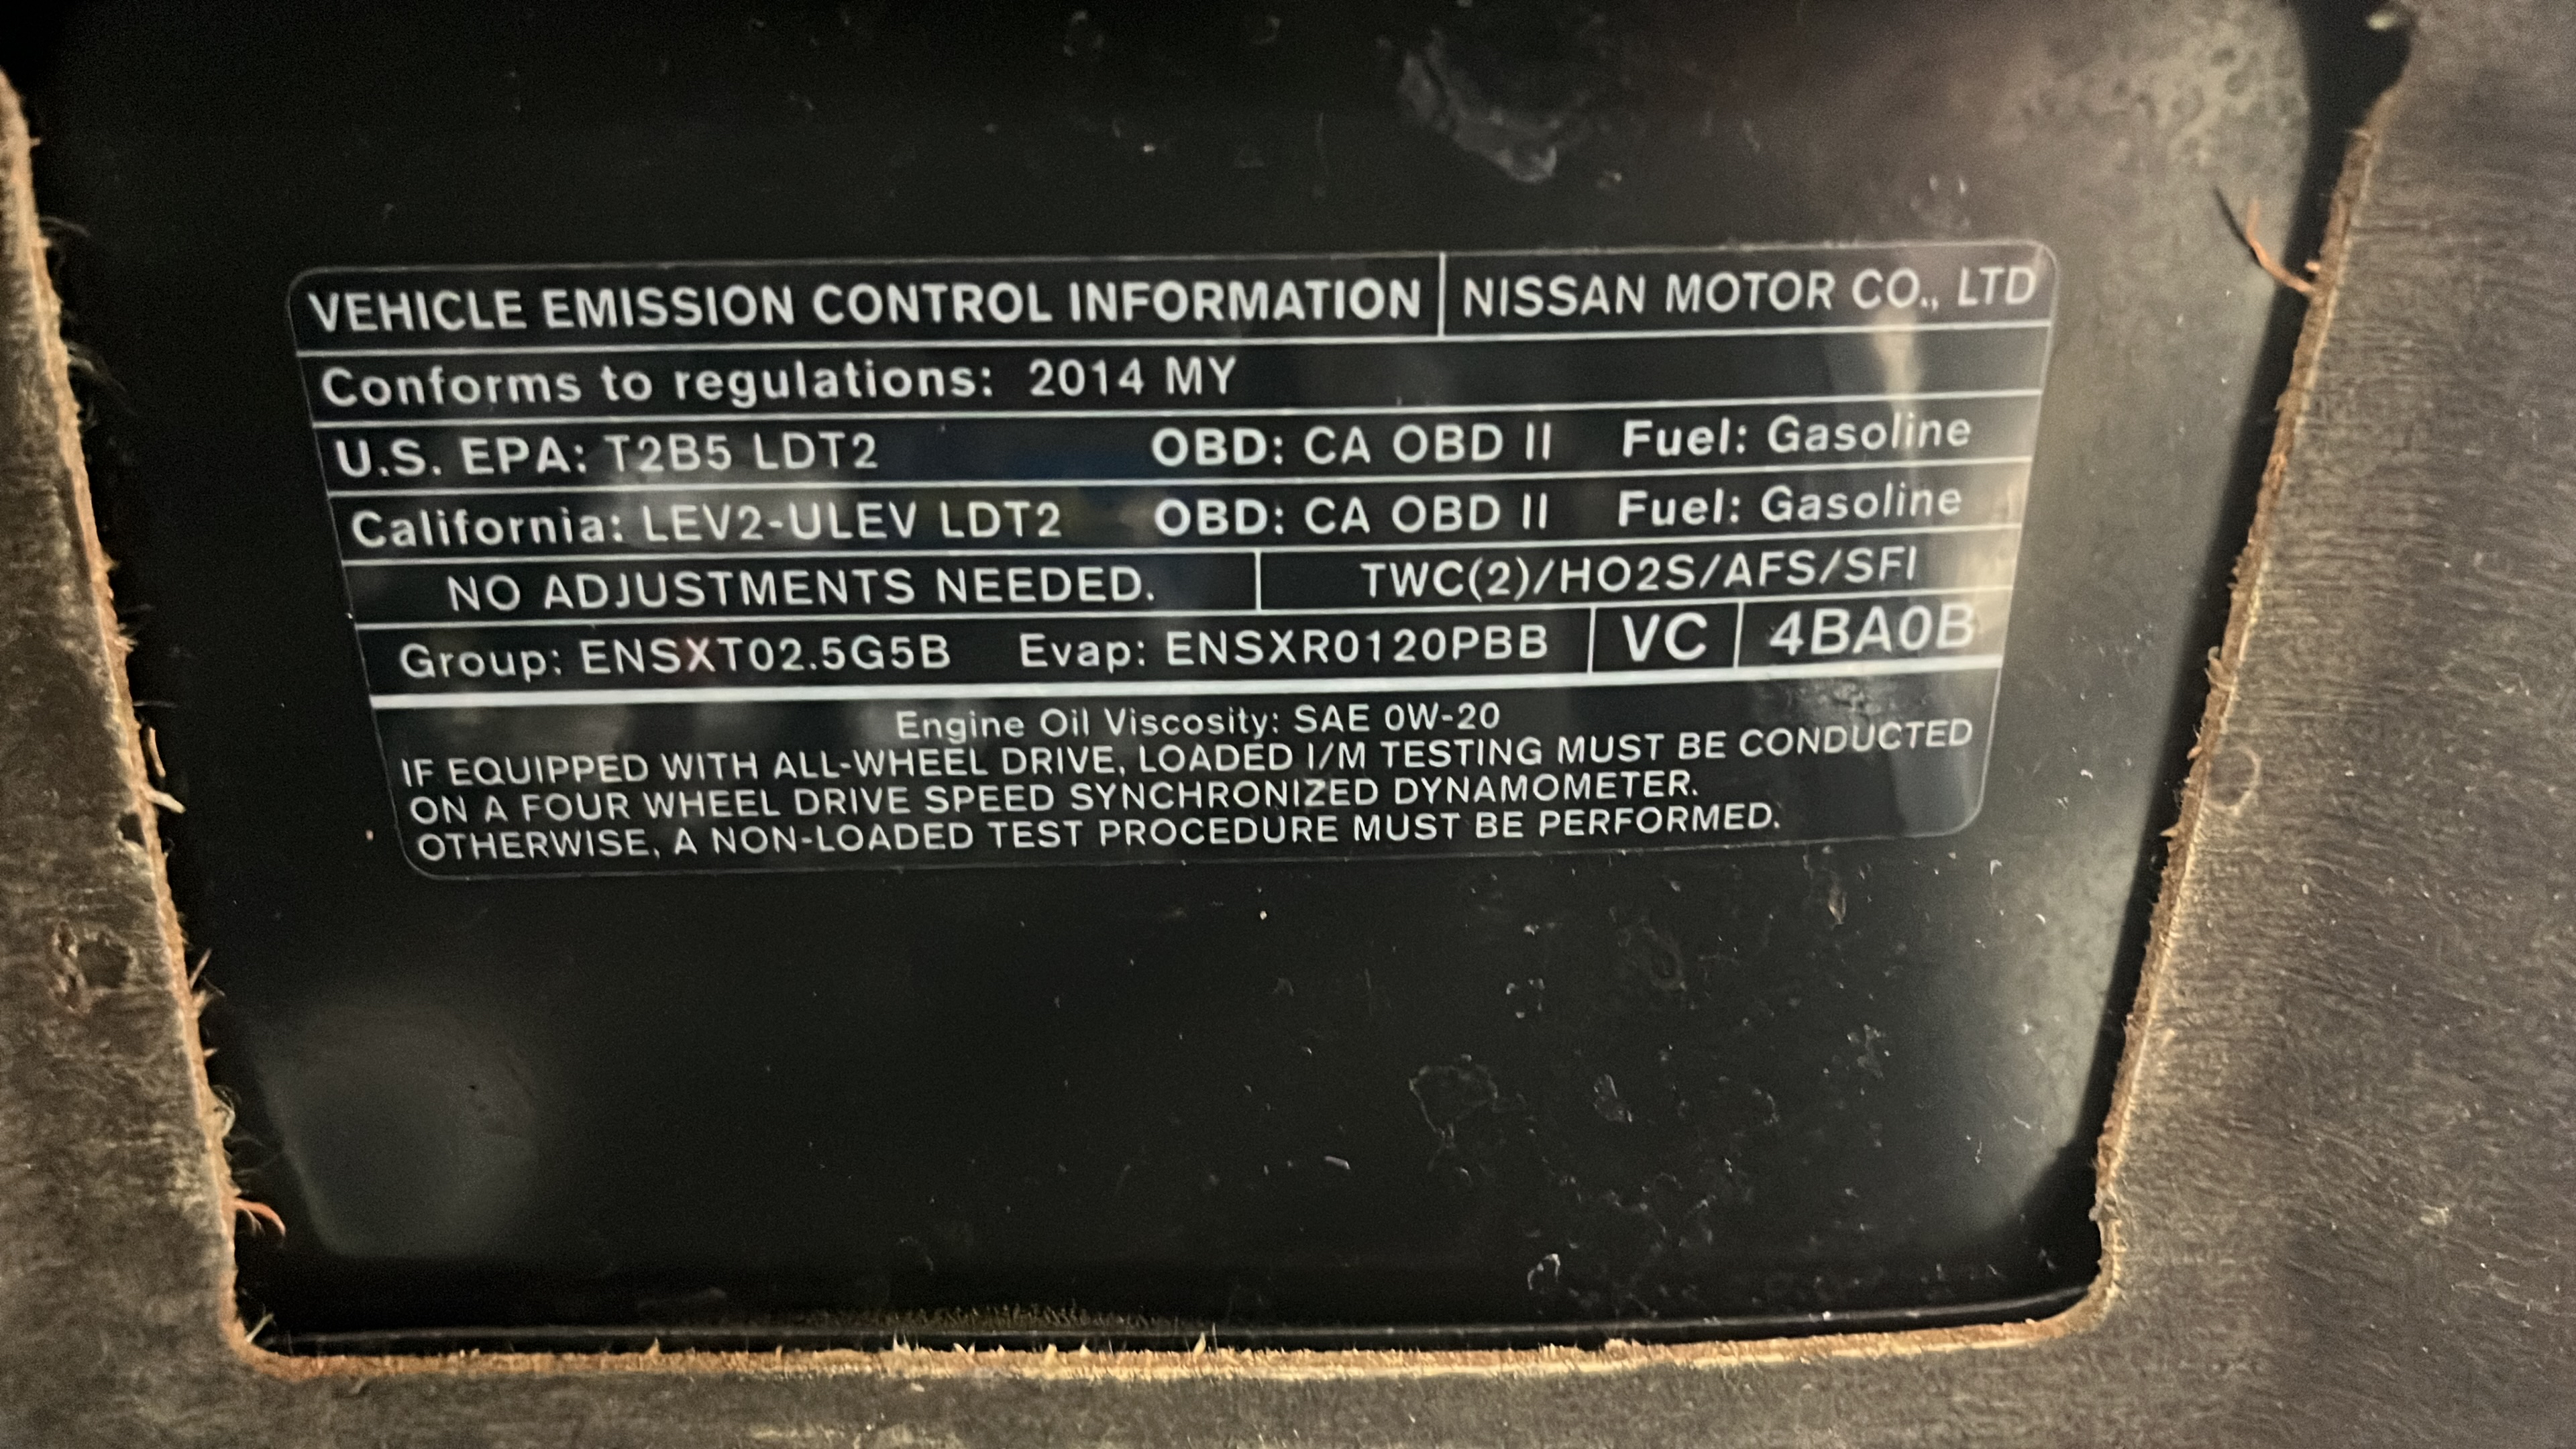 VEHICLE EMISSION CONTROL INFORMATION NISSAN MOTOR CO., LTD
Conforms to regulations: 2014 MY
U.S. EPA: T2B5 LDT2 OBD: CA OBD II Fuel: Gasoline
California: LEV2-ULEV LDT2 OBD: CA OBD II Fuel: Gasoline
NO ADJUSTMENTS NEEDED. TWC(2)/HO2S/AFS/SFI
Group: ENSXT02.5G5B Evap: ENSXR0120PBB VC 4BA0B
Engine Oil Viscosity: SAE 0W-20
IF EQUIPPED WITH ALL-WHEEL DRIVE, LOADED I/M TESTING MUST BE CONDUCTED
ON A FOUR WHEEL DRIVE SPEED SYNCHRONIZED DYNAMOMETER.
OTHERWISE, A NON-LOADED TEST PROCEDURE MUST BE PERFORMED.